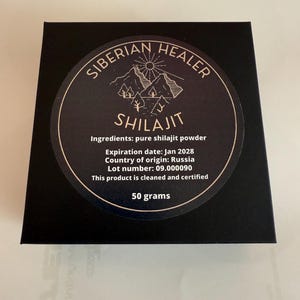 SIBERIAN HEALER
SHILAJIT
Ingredients: pure shilajit powder
Expiration date: Jan 2028
Country of origin: Russia
Lot number: 09.000090
This product is cleaned and certified
50 grams